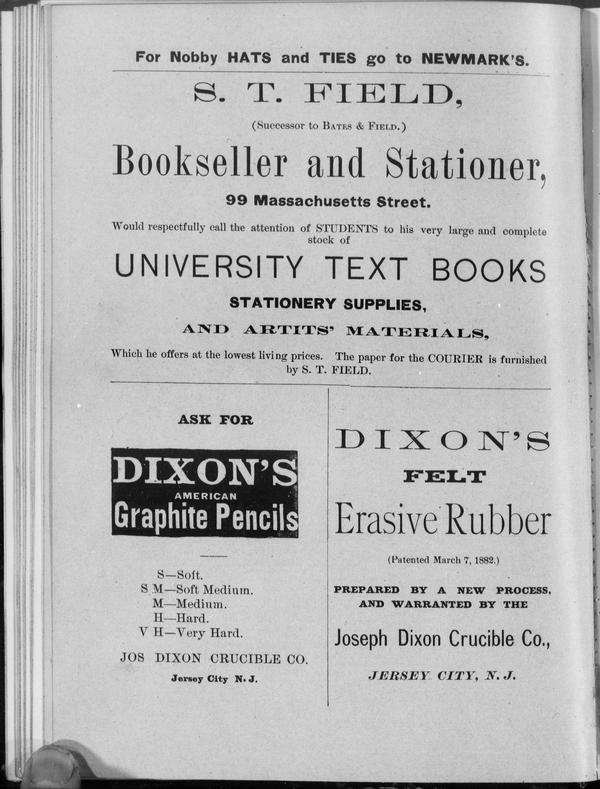 For Nobby HATS and TIES go to NEWMARK'S.
S. T. FIELD,
(Successor to BATES & FIELD.)
Bookseller and Stationer,
99 Massachusetts Street.
Would respectfully call the attention of STUDENTS to his very large and complete
stock of
UNIVERSITY TEXT BOOKS
STATIONERY SUPPLIES,
AND ARTITS' MATERIALS,
Which he offers at the lowest living prices. The paper for the COURIER is furnished
by S. T. FIELD.
ASK FOR
DIXON'S
AMERICAN
Graphite Pencils
S—Soft.
S M—Soft Medium.
M—Medium.
H—Hard.
V H—Very Hard.
JOS DIXON CRUCIBLE CO.
Jersey City N. J.
DIXON'S
FELT
Erasive Rubber
(Patented March 7, 1882.)
PREPARED BY A NEW PROCESS,
AND WARRANTED BY THE
Joseph Dixon Crucible Co.,
JERSEY CITY, N. J.